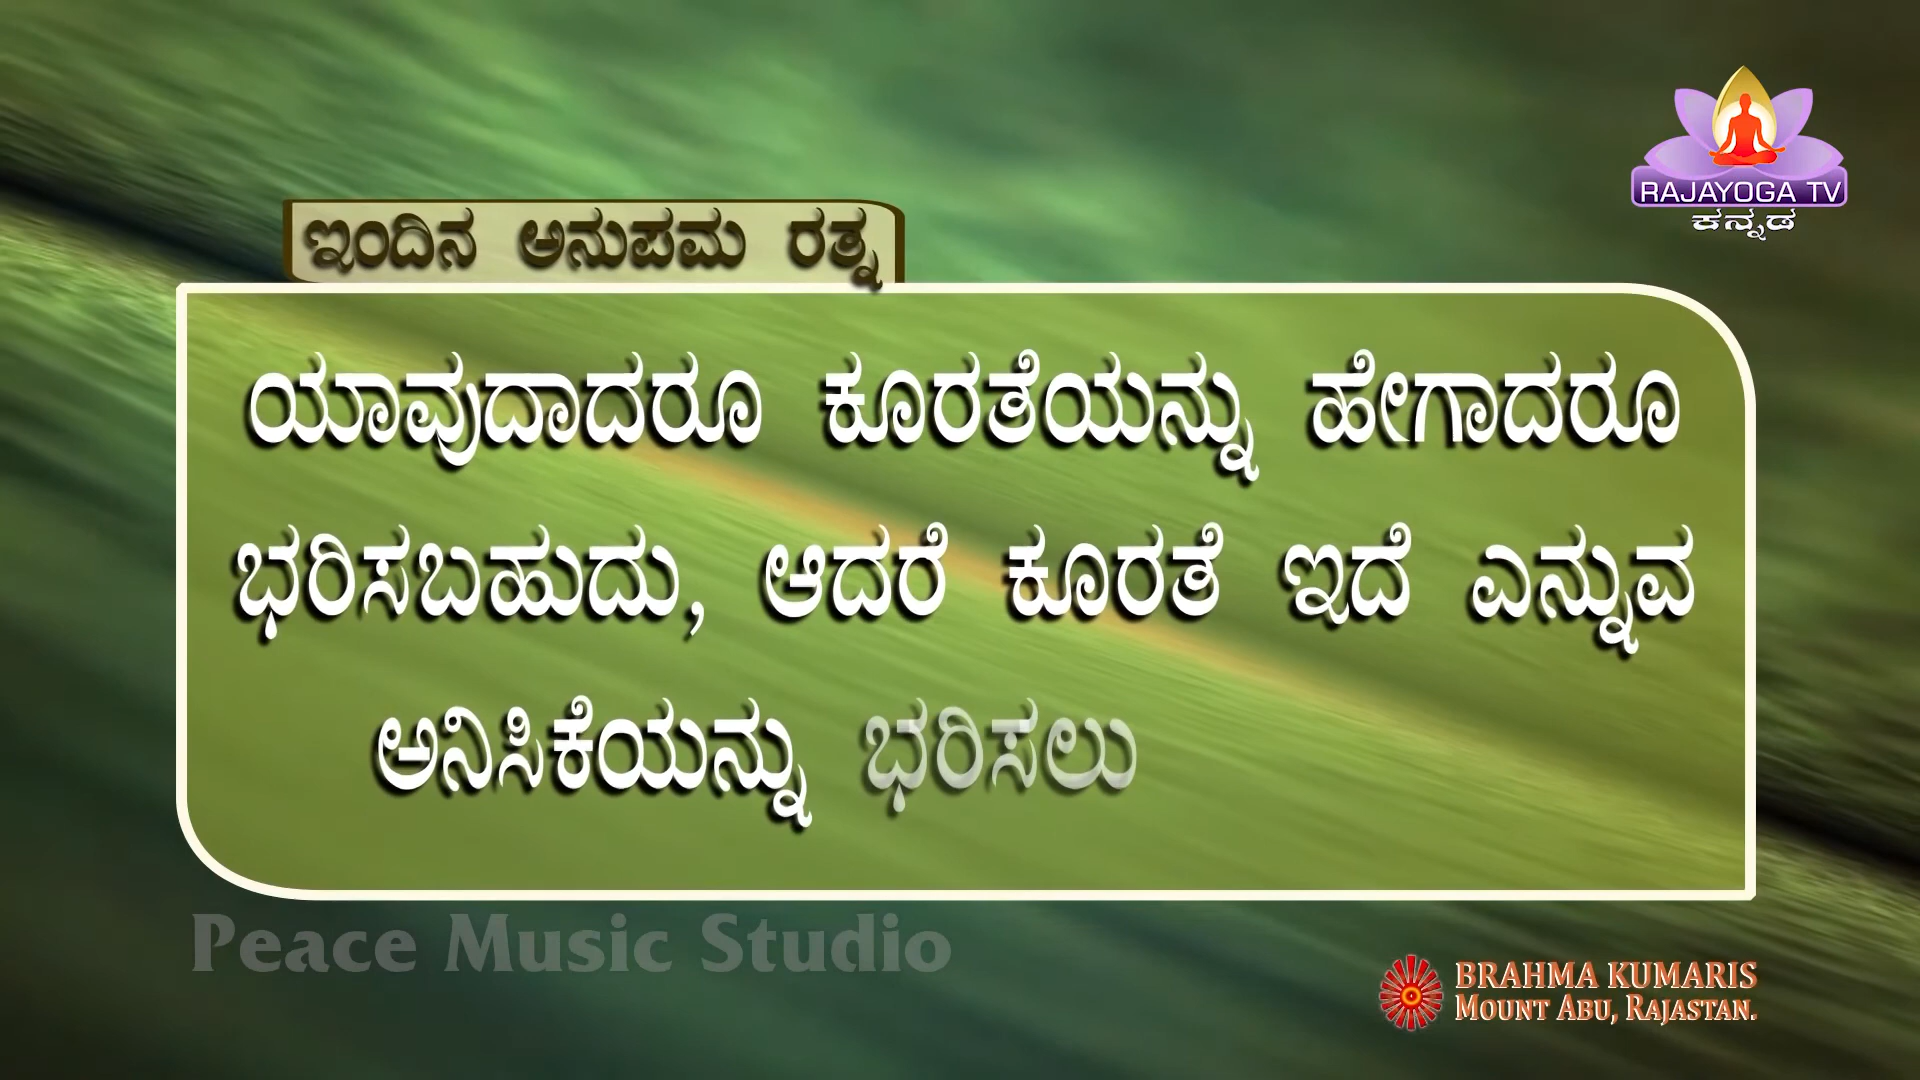 RAJAYOGA TV
ಕನ್ನಡ
ಇಂದಿನ ಅನುಪಮ ರತ್ನ
ಯಾವುದಾದರೂ ಕೂರತೆಯನ್ನು ಹೇಗಾದರೂ
ಭರಿಸಬಹುದು, ಆದರೆ ಕೂರತೆ ಇದೆ ಎನ್ನುವ
ಅನಿಸಿಕೆಯನ್ನು ಭರಿಸಲು
Peace Music Studio
BRAHMA KUMARIS
MOUNT ABU, RAJASTAN.